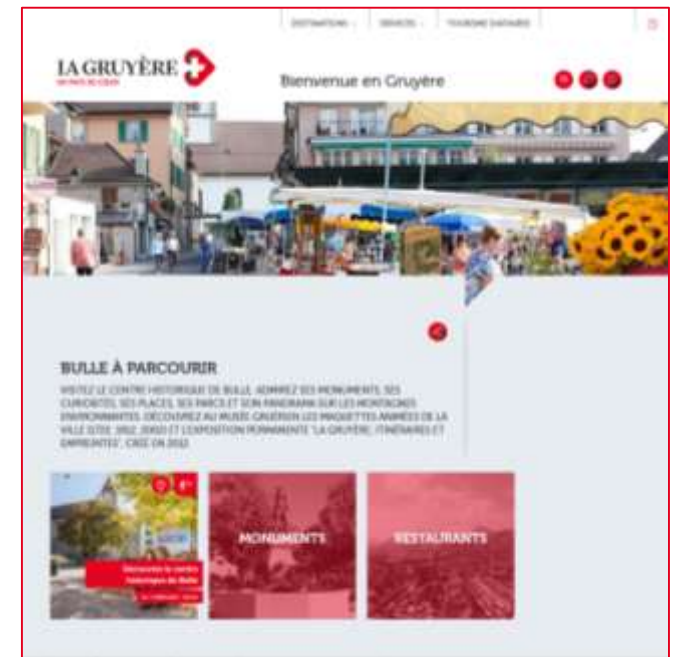 DESTINATIONS
SERVICES
TOURISME D'AFFAIRES
LA GRUYÈRE
Bienvenue en Gruyère
BULLE À PARCOURIR
VISITEZ LE CENTRE HISTORIQUE DE BULLE, ADMIREZ SES MONUMENTS, SES
CURIOSITÉS, SES PLACES, SES PARCS ET SON PANORAMA SUR LES MONTAGNES
ENVIRONNANTES. DÉCOUVREZ AU MUSÉE GRUÉRIEN LES MAQUETTES ANIMÉES DE LA
VILLE ET L'EXPOSITION PERMANENTE "LA GRUYÈRE, ITINÉRAIRES ET
EMPREINTES", CRÉÉ EN 2012.
MONUMENTS
RESTAURANTS
Découvrez le centre
historique de Bulle